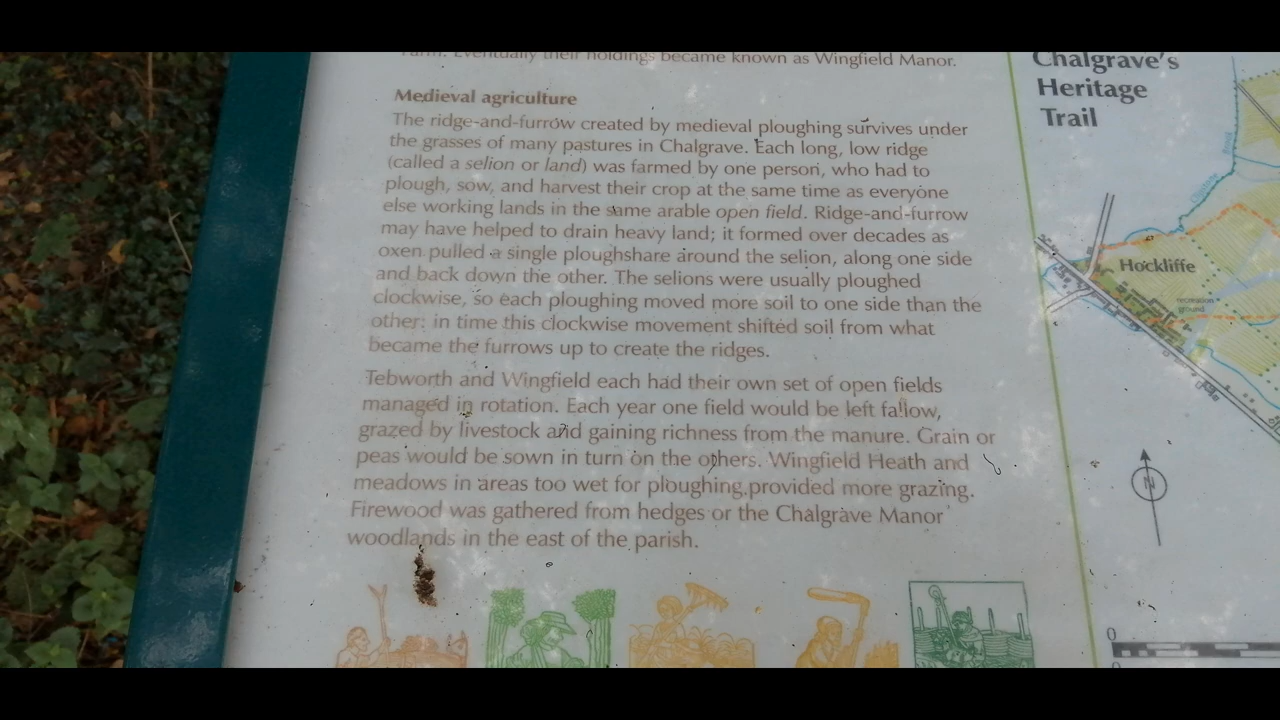 Farm. Eventually their holdings became known as Wingfield Manor.
Medieval agriculture
The ridge-and-furrow created by medieval ploughing survives under
the grasses of many pastures in Chalgrave. Each long, low ridge
(called a selion or land) was farmed by one person, who had to
plough, sow, and harvest their crop at the same time as everyone
else working lands in the same arable open field. Ridge-and-furrow
may have helped to drain heavy land; it formed over decades as
oxen pulled a single ploughshare around the selion, along one side
and back down the other. The selions were usually ploughed
clockwise, so each ploughing moved more soil to one side than the
other: in time this clockwise movement shifted soil from what
became the furrows up to create the ridges.
Tebworth and Wingfield each had their own set of open fields
managed in rotation. Each year one field would be left fallow,
grazed by livestock and gaining richness from the manure. Grain or
peas would be sown in turn on the others. Wingfield Heath and
meadows in areas too wet for ploughing provided more grazing.
Firewood was gathered from hedges or the Chalgrave Manor
woodlands in the east of the parish.
Chalgrave's
Heritage
Trail
Hockliffe
recreation
ground
N
0
0